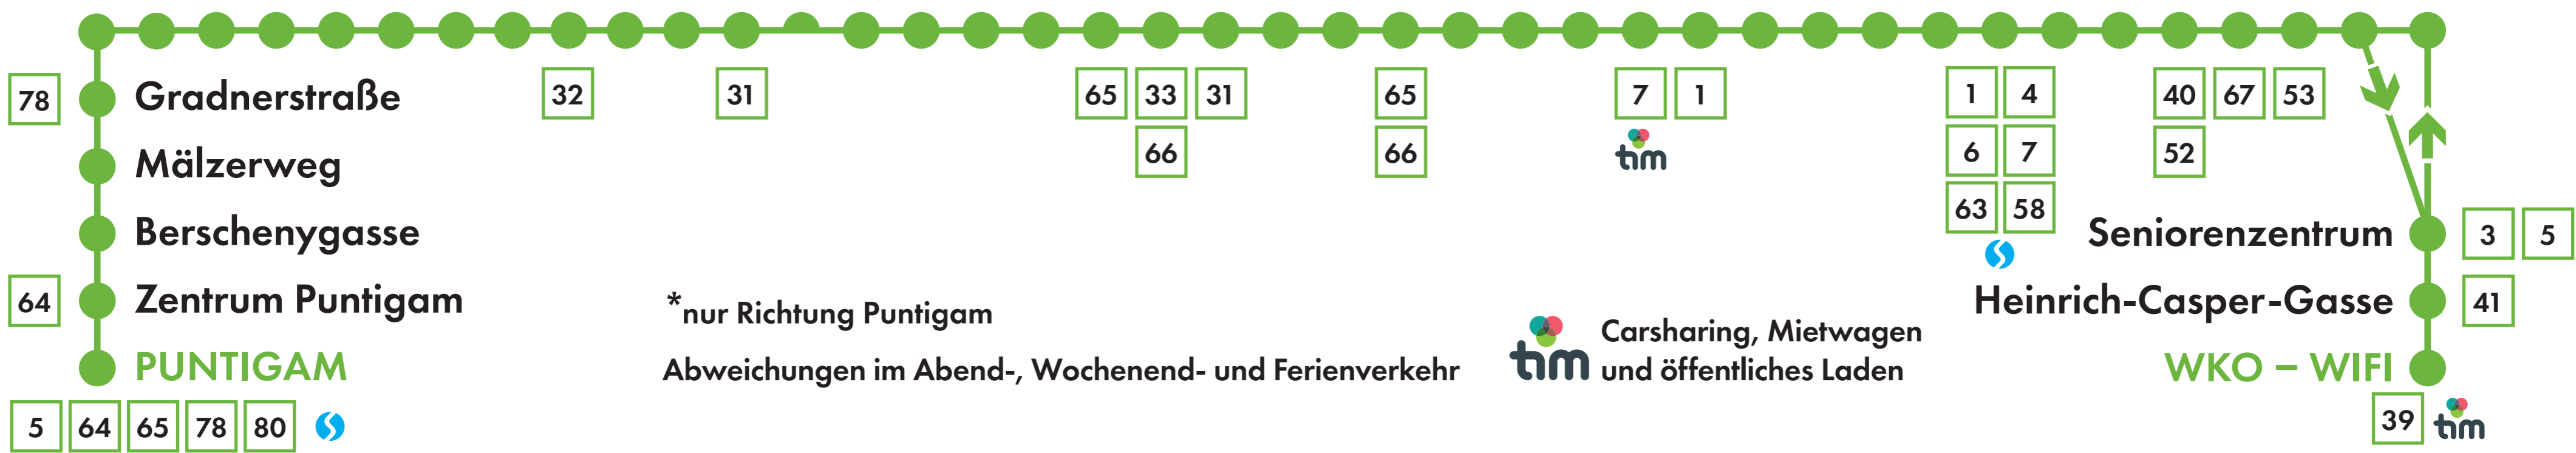 78 Gradnerstraße 32 31 65 33 31 65 7 1 1 4 40 67 53
Mälzerweg 66 66 tim 6 7 52
Berschenygasse 63 58 Seniorenzentrum 3 5
64 Zentrum Puntigam Heinrich-Casper-Gasse 41
PUNTIGAM WKO – WIFI
5 64 65 78 80 39 tim
*nur Richtung Puntigam
Abweichungen im Abend-, Wochenend- und Ferienverkehr
tim Carsharing, Mietwagen
und öffentliches Laden